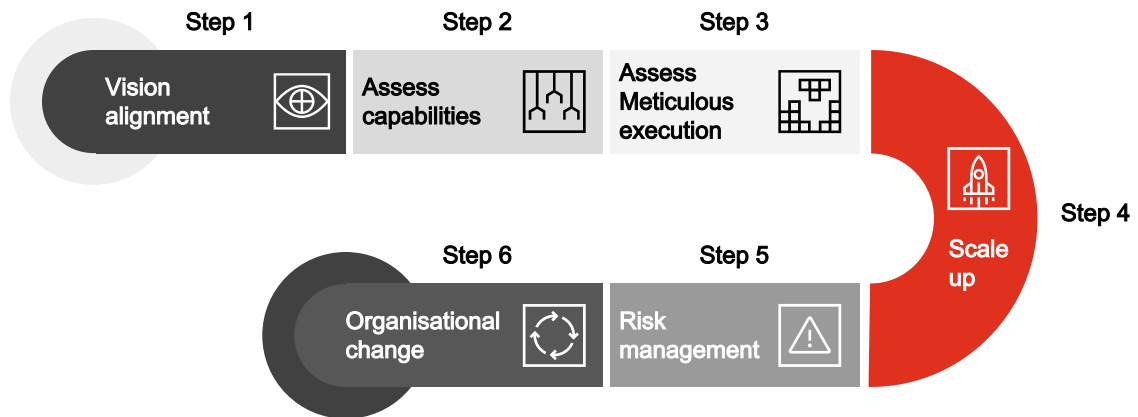 Step 1
Step 2
Step 3
Vision
alignment
Assess
capabilities
Assess
Meticulous
execution
Step 4
Scale
up
Step 6
Step 5
Organisational
change
Risk
management